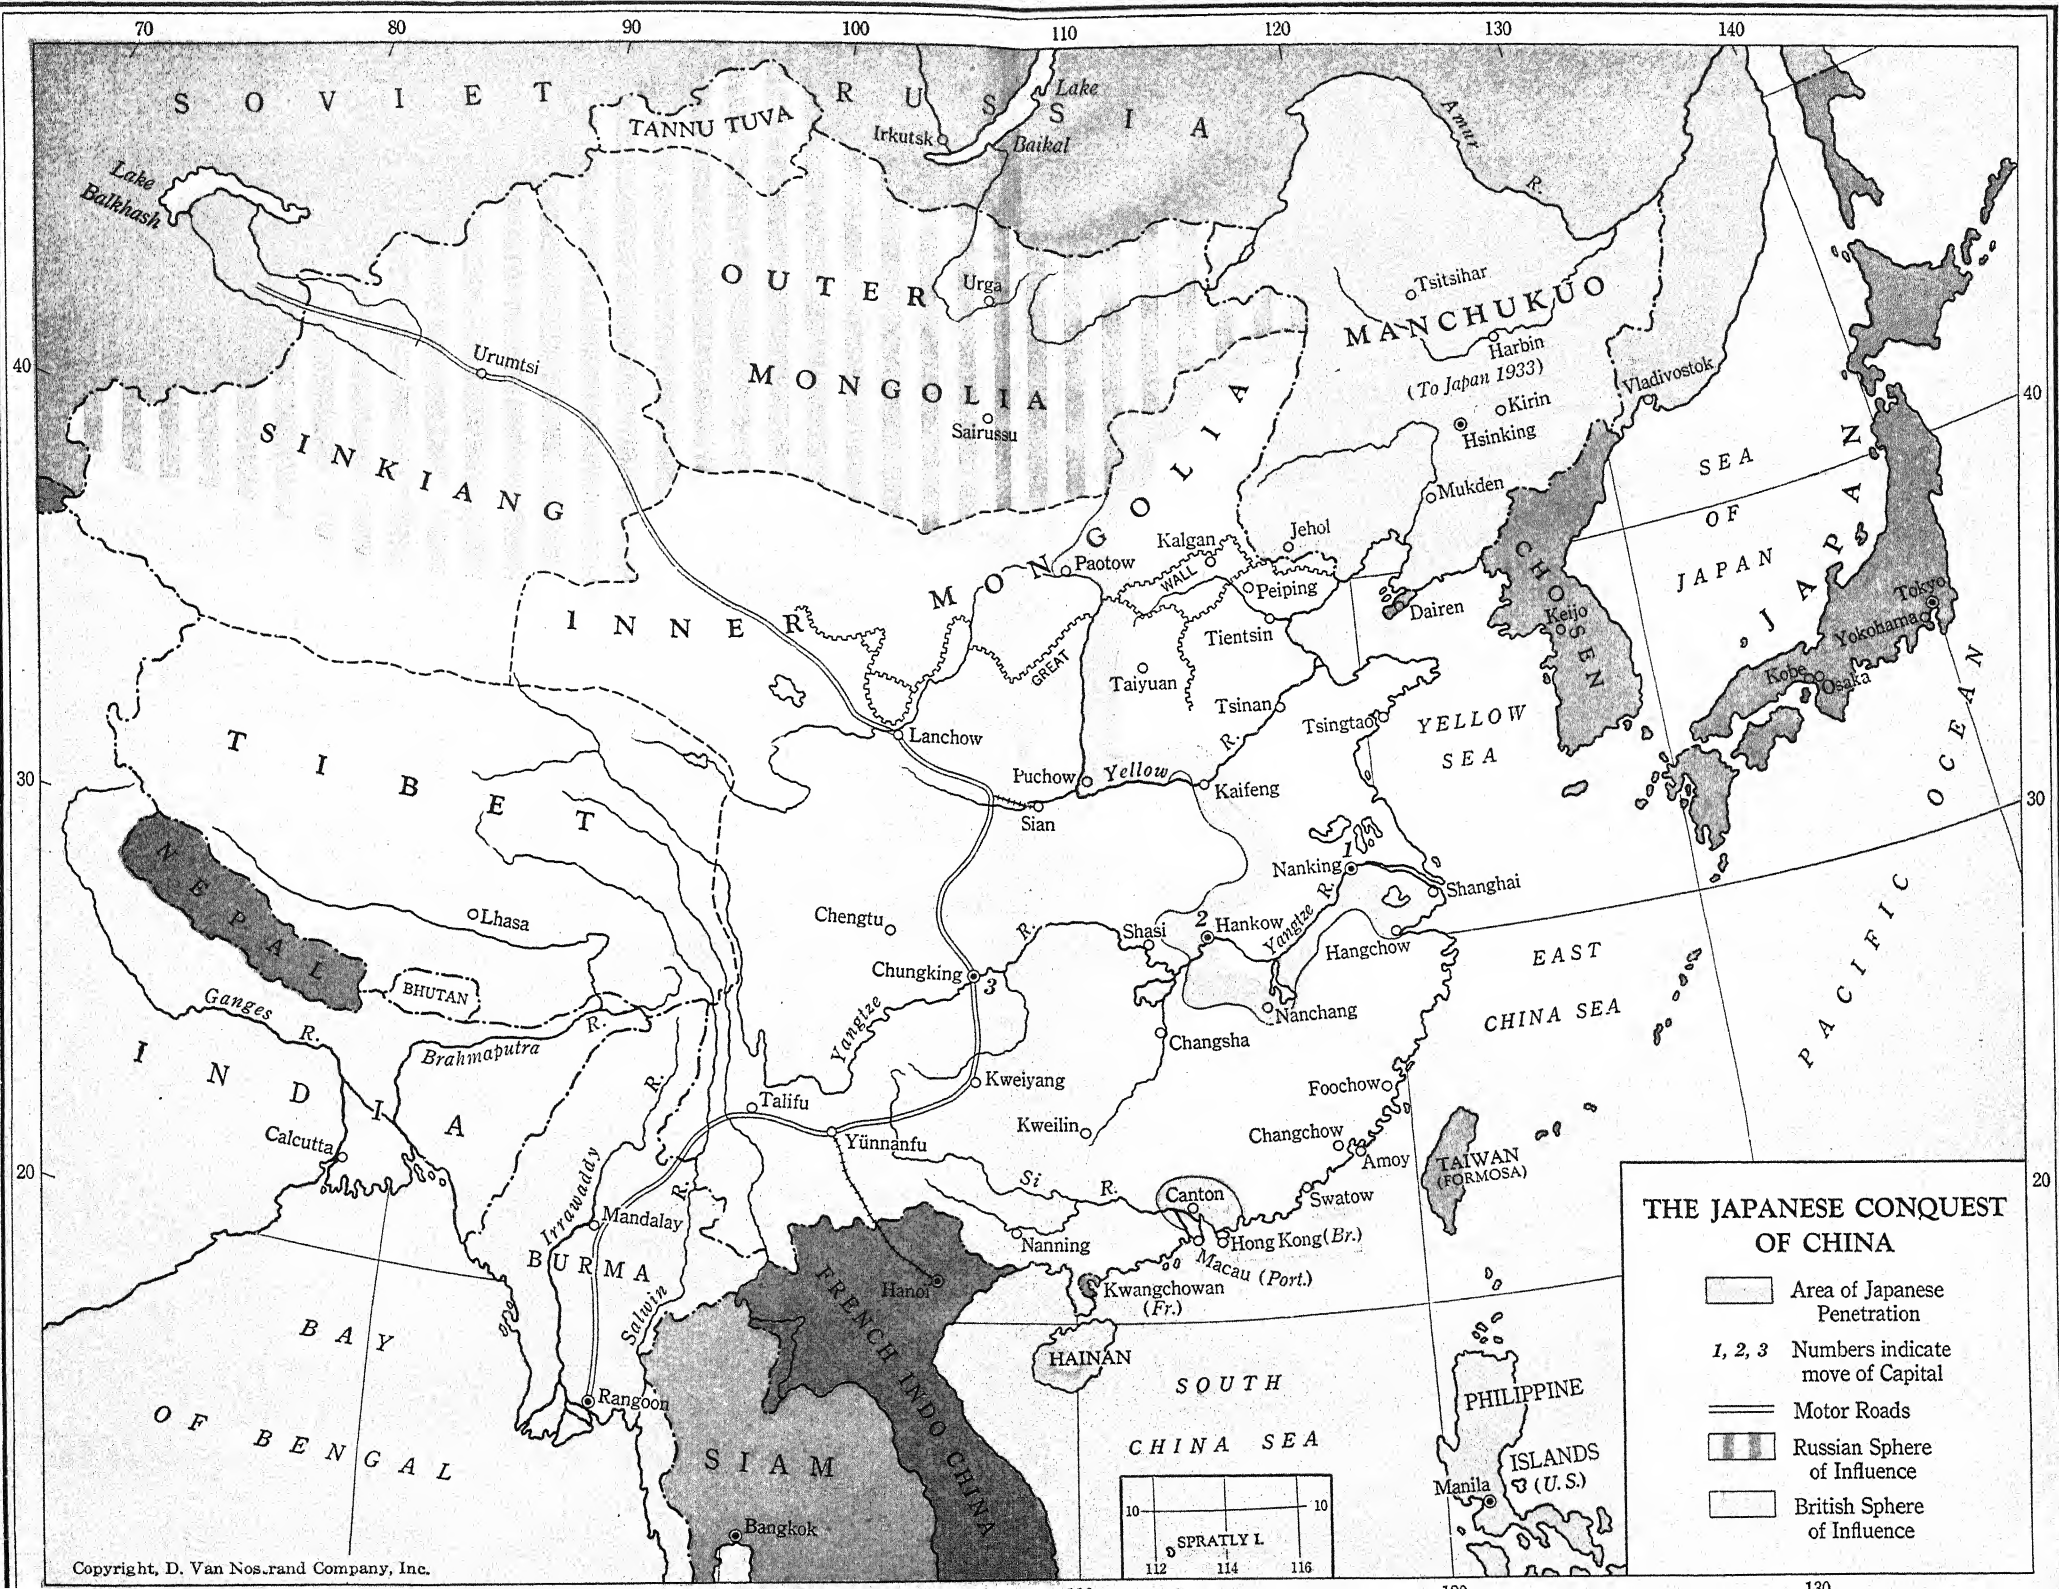 70 80 90 100 110 120 130 140
SOVIET RUSSIA
TANNU TUVA
Irkutsk
Lake
Baikal
Amur
R.
Lake
Balkhash
OUTER
Urga
MONGOLIA
Sairussu
Tsitsihar
MANCHUKUO
Harbin
(To Japan 1933)
Kirin
Hsinking
Vladivostok
40
40
Urumtsi
SINKIANG
Mukden
Jehol
Kalgan
WALL
Peiping
Paotow
INNER MONGOLIA
GREAT
Tientsin
Dairen
CHOSEN
Keijo
SEA
OF
JAPAN
JAPAN
Tokyo
Yokohama
Kobe
Osaka
Taiyuan
Tsinan
Tsingtao
YELLOW
SEA
TIBET
Lanchow
Puchow
Yellow
R.
Kaifeng
Sian
30
30
NEPAL
Lhasa
BHUTAN
Chengtu
Chungking
3
R.
Shasi
2
Hankow
Yangtze
R.
Nanking
1
Shanghai
Hangchow
Nanchang
Changsha
EAST
CHINA SEA
PACIFIC OCEAN
Ganges
R.
Brahmaputra
R.
INDIA
Calcutta
R.
Yangtze
Kweiyang
Talifu
Yünnanfu
Kweilin
Foochow
Changchow
Amoy
TAIWAN
(FORMOSA)
20
20
Irrawaddy
R.
Mandalay
BURMA
Salwin
Si
R.
Canton
Swatow
Nanning
Hong Kong (Br.)
Macau (Port.)
Kwangchowan
(Fr.)
Hanoi
FRENCH INDO CHINA
HAINAN
BAY
OF BENGAL
Rangoon
SIAM
Bangkok
SOUTH
CHINA SEA
PHILIPPINE
ISLANDS
(U.S.)
Manila
10 10
SPRATLY I.
112 114 116
THE JAPANESE CONQUEST
OF CHINA
Area of Japanese
Penetration
1, 2, 3 Numbers indicate
move of Capital
Motor Roads
Russian Sphere
of Influence
British Sphere
of Influence
Copyright, D. Van Nostrand Company, Inc.